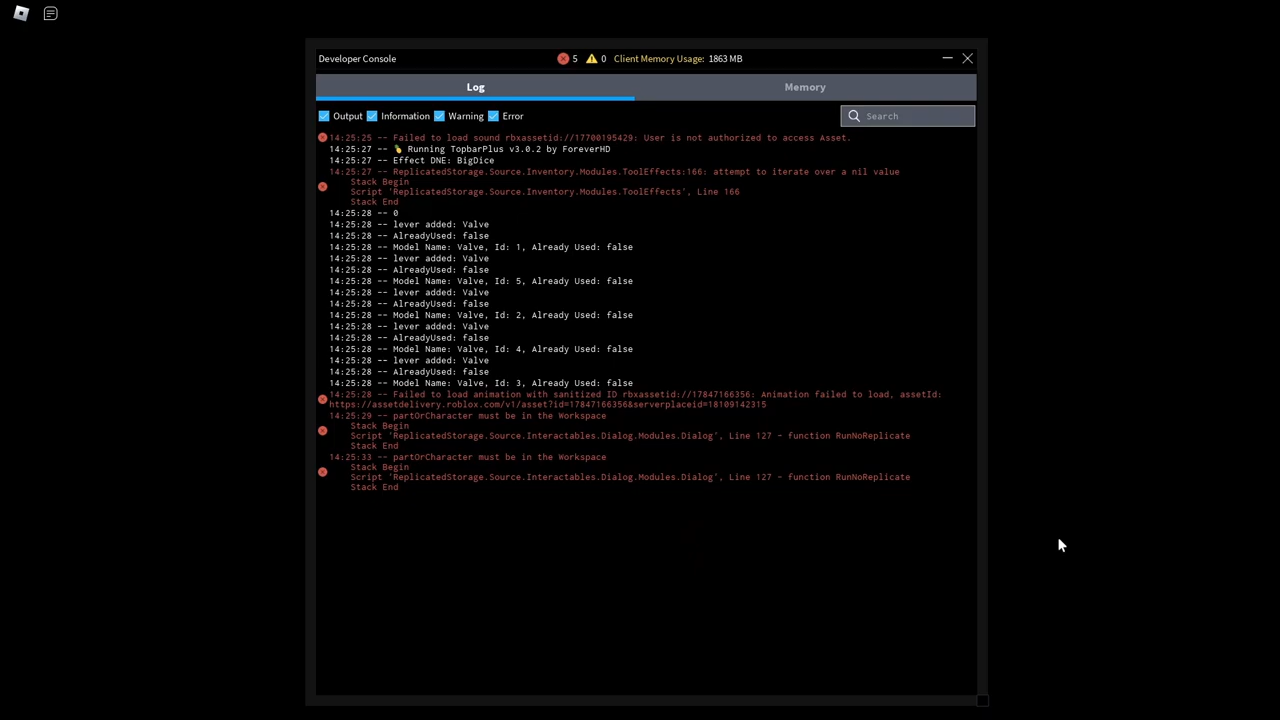 Developer Console
5 0 Client Memory Usage: 1863 MB
Log Memory
Output Information Warning Error Search
14:25:25 -- Failed to load sound rbxassetid://17700195429: User is not authorized to access Asset.
14:25:27 -- 🍍 Running TopbarPlus v3.0.2 by ForeverHD
14:25:27 -- Effect DNE: BigDice
14:25:27 -- ReplicatedStorage.Source.Inventory.Modules.ToolEffects:166: attempt to iterate over a nil value
Stack Begin
Script 'ReplicatedStorage.Source.Inventory.Modules.ToolEffects', Line 166
Stack End
14:25:28 -- 0
14:25:28 -- lever added: Valve
14:25:28 -- AlreadyUsed: false
14:25:28 -- Model Name: Valve, Id: 1, Already Used: false
14:25:28 -- lever added: Valve
14:25:28 -- AlreadyUsed: false
14:25:28 -- Model Name: Valve, Id: 5, Already Used: false
14:25:28 -- lever added: Valve
14:25:28 -- AlreadyUsed: false
14:25:28 -- Model Name: Valve, Id: 2, Already Used: false
14:25:28 -- lever added: Valve
14:25:28 -- AlreadyUsed: false
14:25:28 -- Model Name: Valve, Id: 4, Already Used: false
14:25:28 -- lever added: Valve
14:25:28 -- AlreadyUsed: false
14:25:28 -- Model Name: Valve, Id: 3, Already Used: false
14:25:28 -- Failed to load animation with sanitized ID rbxassetid://17847166356: Animation failed to load, assetId:
https://assetdelivery.roblox.com/v1/asset?id=17847166356&serverplaceid=18109142315
14:25:29 -- partOrCharacter must be in the Workspace
Stack Begin
Script 'ReplicatedStorage.Source.Interactables.Dialog.Modules.Dialog', Line 127 - function RunNoReplicate
Stack End
14:25:33 -- partOrCharacter must be in the Workspace
Stack Begin
Script 'ReplicatedStorage.Source.Interactables.Dialog.Modules.Dialog', Line 127 - function RunNoReplicate
Stack End